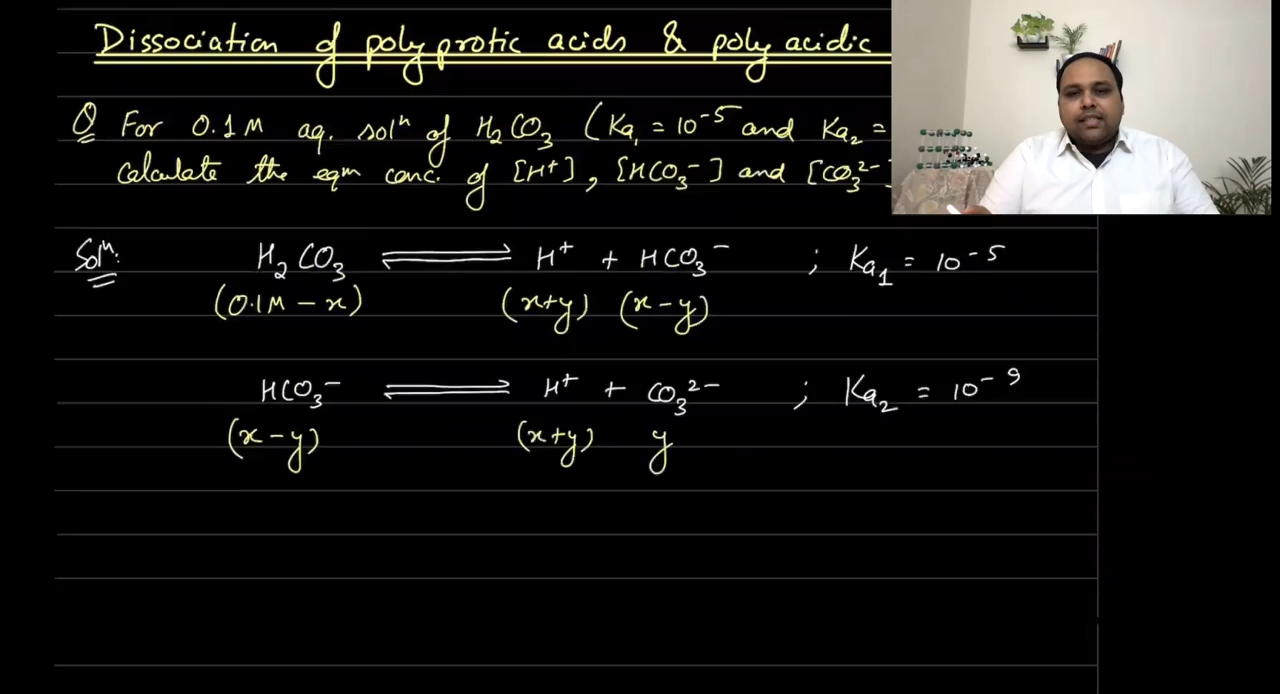 Dissociation of polyprotic acids & poly acidic
Q For 0.1M aq. solⁿ of H₂CO₃ (Ka₁ = 10⁻⁵ and Ka₂ =
calculate the eqm conc. of [H⁺], [HCO₃⁻] and [CO₃²⁻]
Solⁿ: H₂CO₃ ⇌ H⁺ + HCO₃⁻ ; Ka₁ = 10⁻⁵
(0.1M − x) (x+y) (x−y)
HCO₃⁻ ⇌ H⁺ + CO₃²⁻ ; Ka₂ = 10⁻⁹
(x−y) (x+y) y